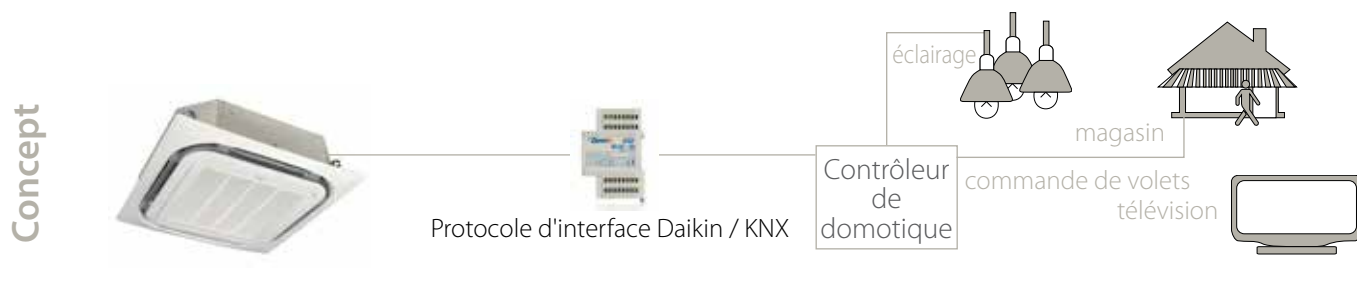 Concept
éclairage
magasin
Contrôleur
de
domotique
commande de volets
télévision
Protocole d'interface Daikin / KNX